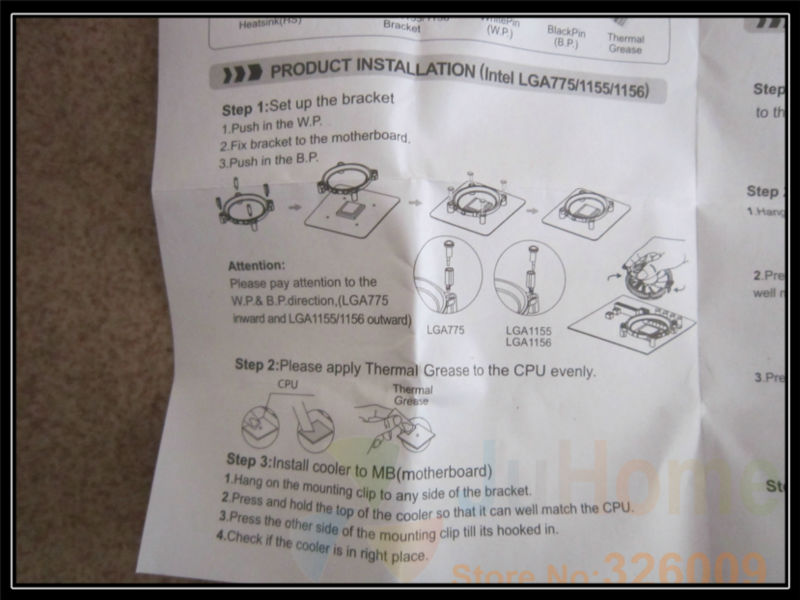 Heatsink(HS)
Bracket
WhitePin
(W.P.)
BlackPin
(B.P.)
Thermal
Grease
PRODUCT INSTALLATION (Intel LGA775/1155/1156)
Step 1:Set up the bracket
1.Push in the W.P.
2.Fix bracket to the motherboard.
3.Push in the B.P.
Attention:
Please pay attention to the
W.P.& B.P.direction,(LGA775
inward and LGA1155/1156 outward)
LGA775
LGA1155
LGA1156
Step 2:Please apply Thermal Grease to the CPU evenly.
CPU
Thermal
Grease
Step 3:Install cooler to MB(motherboard)
1.Hang on the mounting clip to any side of the bracket.
2.Press and hold the top of the cooler so that it can well match the CPU.
3.Press the other side of the mounting clip till its hooked in.
4.Check if the cooler is in right place.
Step
to th
Step
1.Hang
2.Pre
well
3.Pre
St
Store No:326009